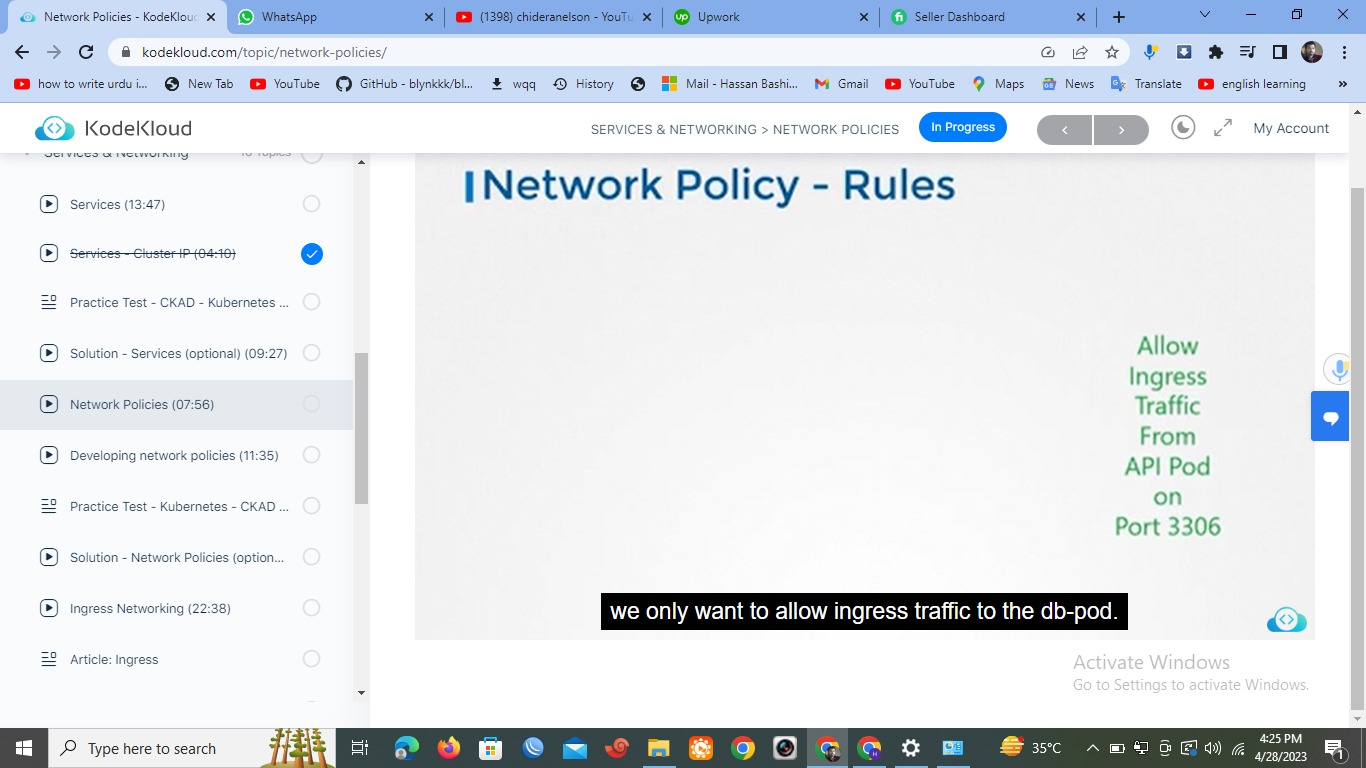 Network Policies - KodeKlou
WhatsApp
(1398) chideranelson - YouTu
Upwork
Seller Dashboard
kodekloud.com/topic/network-policies/
how to write urdu i...
New Tab
YouTube
GitHub - blynkkk/bl...
wqq
History
Mail - Hassan Bashi...
Gmail
YouTube
Maps
News
Translate
english learning
»
KodeKloud
SERVICES & NETWORKING > NETWORK POLICIES
In Progress
My Account
Services & Networking
Topics
Services (13:47)
Services - Cluster IP (04:10)
Practice Test - CKAD - Kubernetes ...
Solution - Services (optional) (09:27)
Network Policies (07:56)
Developing network policies (11:35)
Practice Test - Kubernetes - CKAD ...
Solution - Network Policies (option...
Ingress Networking (22:38)
Article: Ingress
Network Policy - Rules
Allow
Ingress
Traffic
From
API Pod
on
Port 3306
we only want to allow ingress traffic to the db-pod.
Activate Windows
Go to Settings to activate Windows.
Type here to search
35°C
4:25 PM
4/28/2023
1